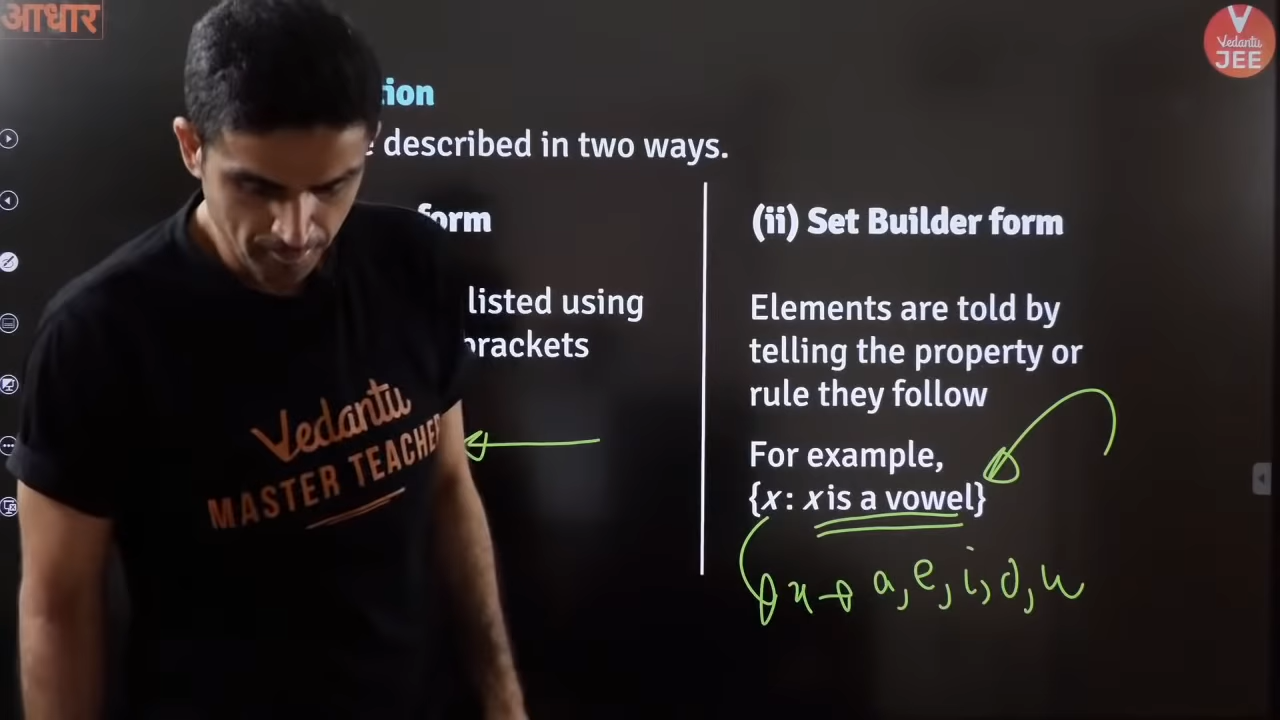 आधार
Vedantu
JEE
described in two ways.
form
listed using
brackets
(ii) Set Builder form
Elements are told by
telling the property or
rule they follow
For example,
{x : x is a vowel}
x → a, e, i, o, u
Vedantu
MASTER TEACHER